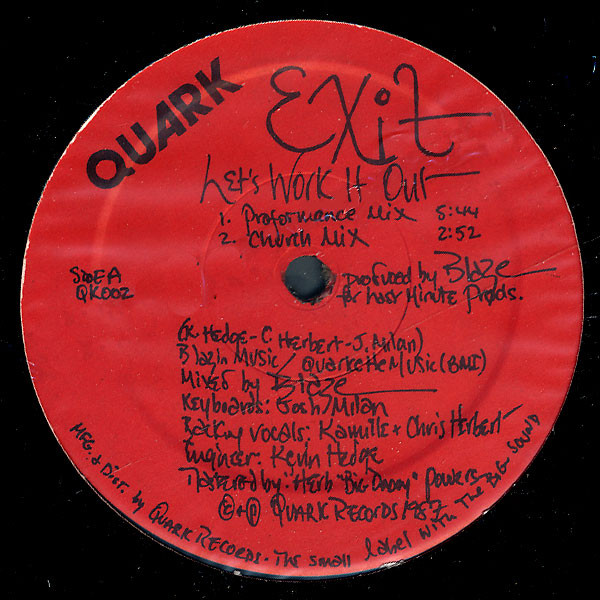 QUARK
Exit
Let's Work It Out
1. Proformance Mix 5:44
2. Church Mix 2:52
Side A
QK002
produced by Blaze
for Last Minute Prods.
(K. Hedge-C. Herbert-J. Milan)
Blazin Music/Quarkette Music (BMI)
Mixed by Blaze
Keyboards: Josh Milan
Backing Vocals: Kamille + Chris Herbert
Engineer: Kevin Hedge
Mastered by: Herb "Big Daddy" Powers
©+℗ Quark Records 1987
Mfg. & Distr. by Quark Records. The small label with the BIG SOUND